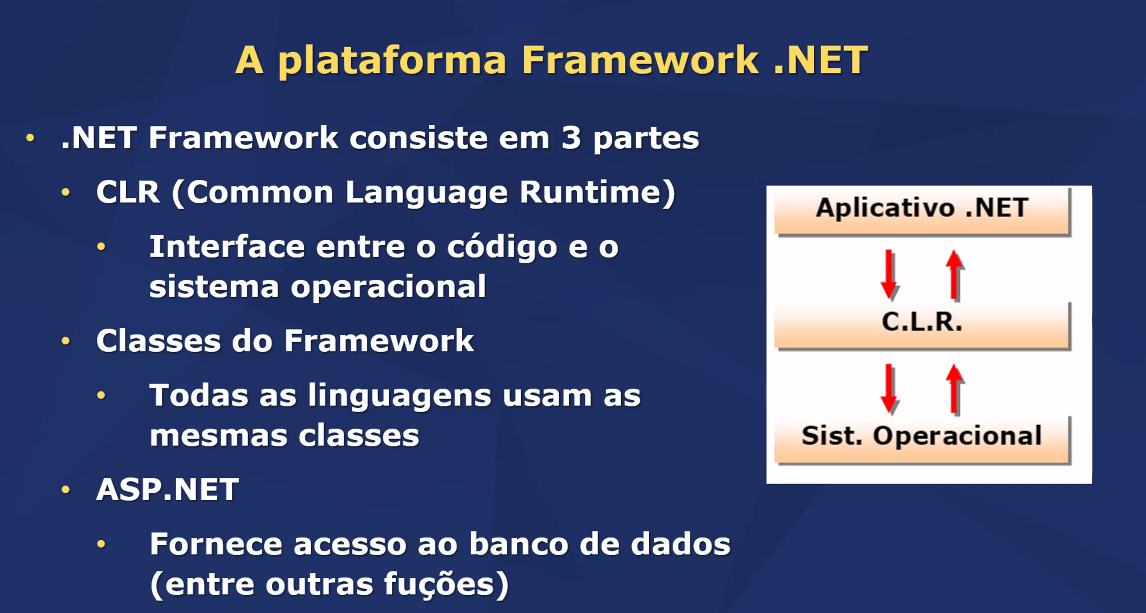 A plataforma Framework .NET
• .NET Framework consiste em 3 partes
• CLR (Common Language Runtime)
• Interface entre o código e o
sistema operacional
• Classes do Framework
• Todas as linguagens usam as
mesmas classes
• ASP.NET
• Fornece acesso ao banco de dados
(entre outras fuções)
Aplicativo .NET
C.L.R.
Sist. Operacional